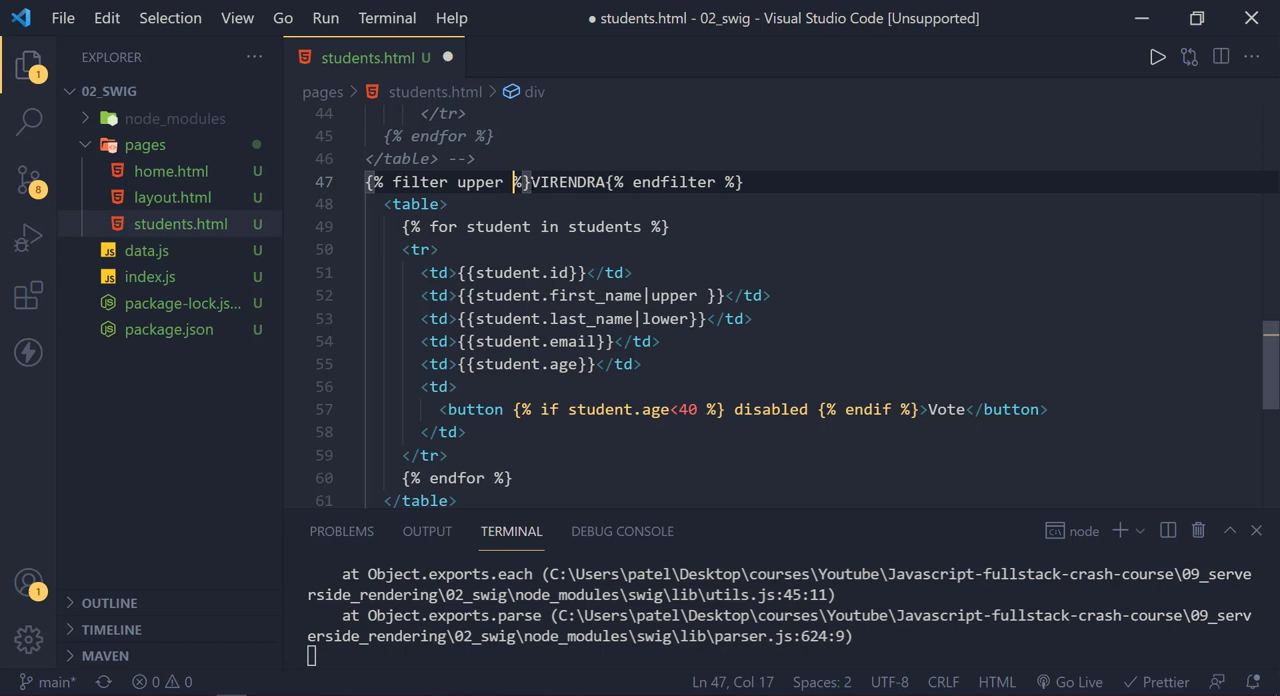 File Edit Selection View Go Run Terminal Help
● students.html - 02_swig - Visual Studio Code [Unsupported]
EXPLORER
students.html U
1
02_SWIG
node_modules
pages
home.html U
layout.html U
students.html U
data.js U
index.js U
package-lock.js... U
package.json U
8
1
OUTLINE
TIMELINE
MAVEN
pages > students.html > div
44 </tr>
45 {% endfor %}
46 </table> -->
47 {% filter upper %}VIRENDRA{% endfilter %}
48 <table>
49 {% for student in students %}
50 <tr>
51 <td>{{student.id}}</td>
52 <td>{{student.first_name|upper }}</td>
53 <td>{{student.last_name|lower}}</td>
54 <td>{{student.email}}</td>
55 <td>{{student.age}}</td>
56 <td>
57 <button {% if student.age<40 %} disabled {% endif %}>Vote</button>
58 </td>
59 </tr>
60 {% endfor %}
61 </table>
PROBLEMS OUTPUT TERMINAL DEBUG CONSOLE
node
at Object.exports.each (C:\Users\patel\Desktop\courses\Youtube\Javascript-fullstack-crash-course\09_serve
rside_rendering\02_swig\node_modules\swig\lib\utils.js:45:11)
at Object.exports.parse (C:\Users\patel\Desktop\courses\Youtube\Javascript-fullstack-crash-course\09_serv
erside_rendering\02_swig\node_modules\swig\lib\parser.js:624:9)
main* 0 0 Ln 47, Col 17 Spaces: 2 UTF-8 CRLF HTML Go Live Prettier